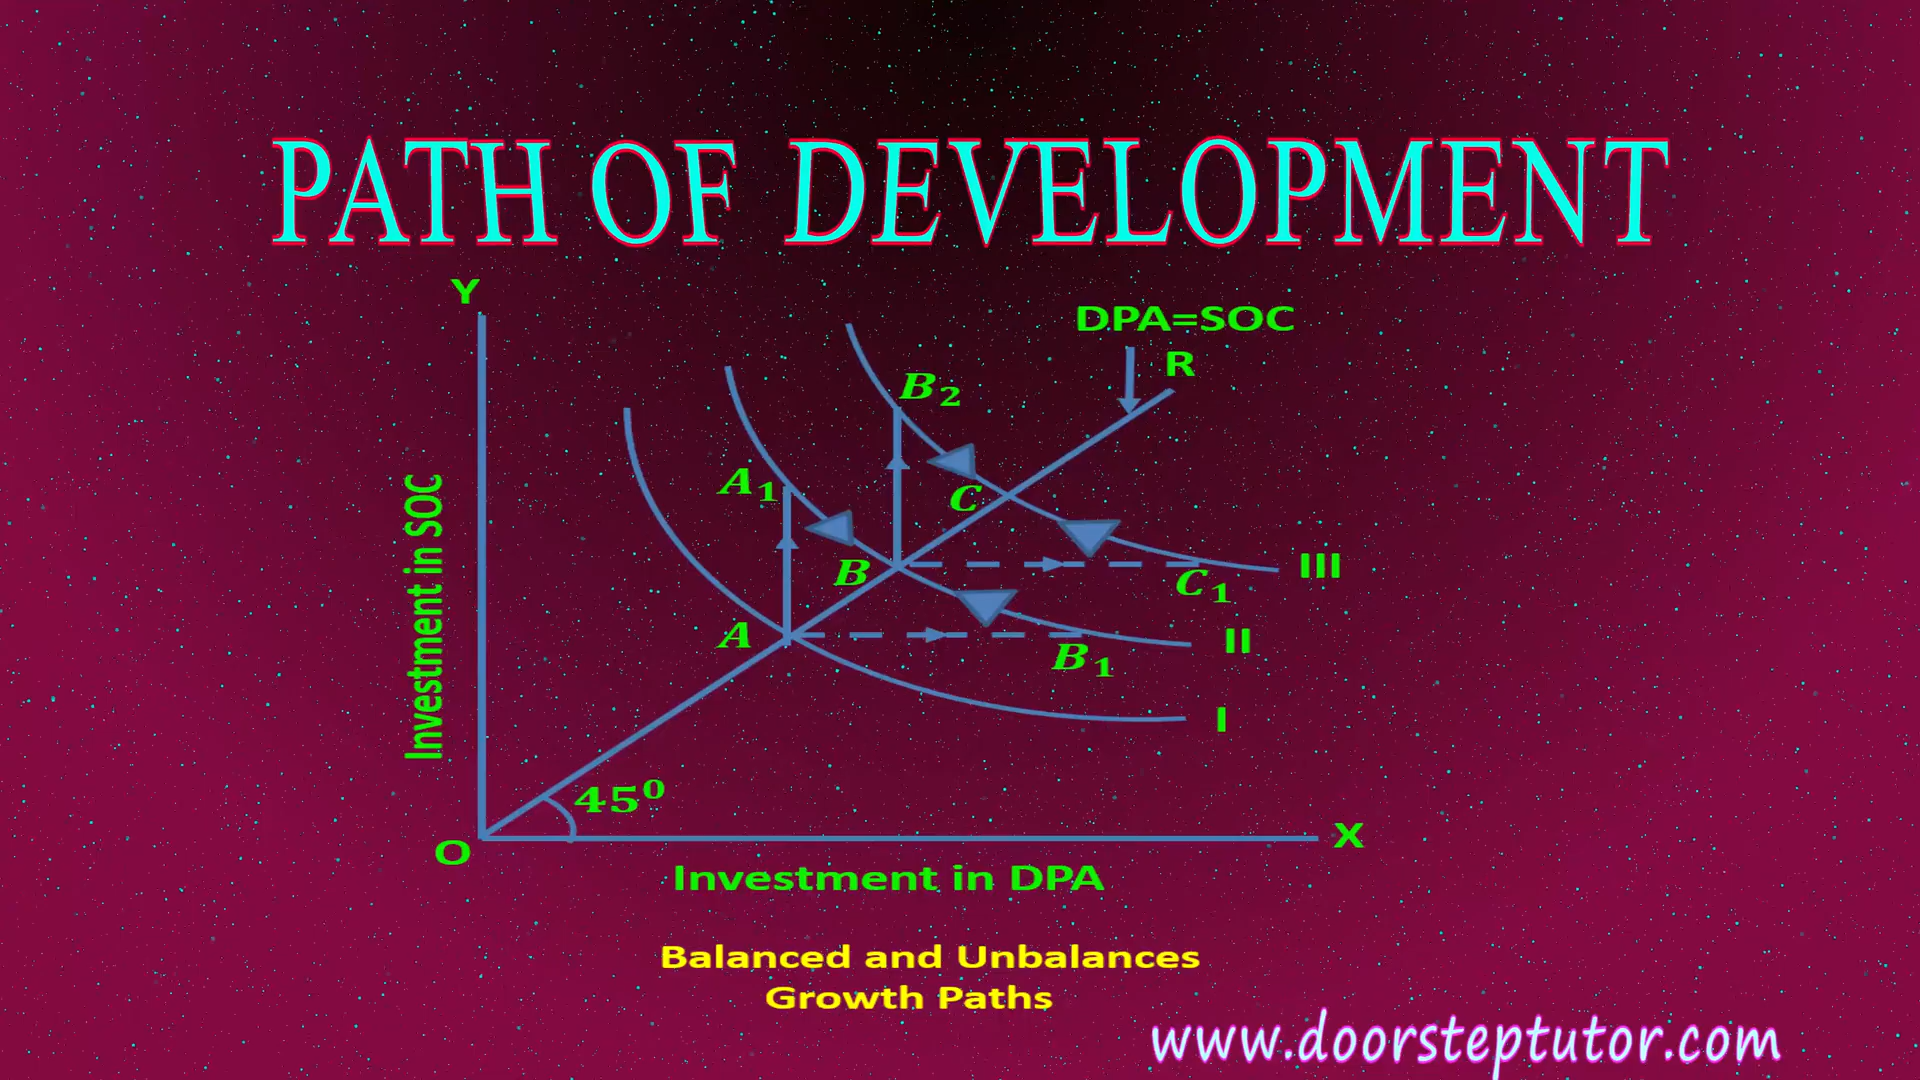 PATH OF DEVELOPMENT
Y
DPA=SOC
R
B₂
A₁
C
B
III
C₁
A
II
B₁
I
Investment in SOC
45⁰
O
X
Investment in DPA
Balanced and Unbalances
Growth Paths
www.doorsteptutor.com